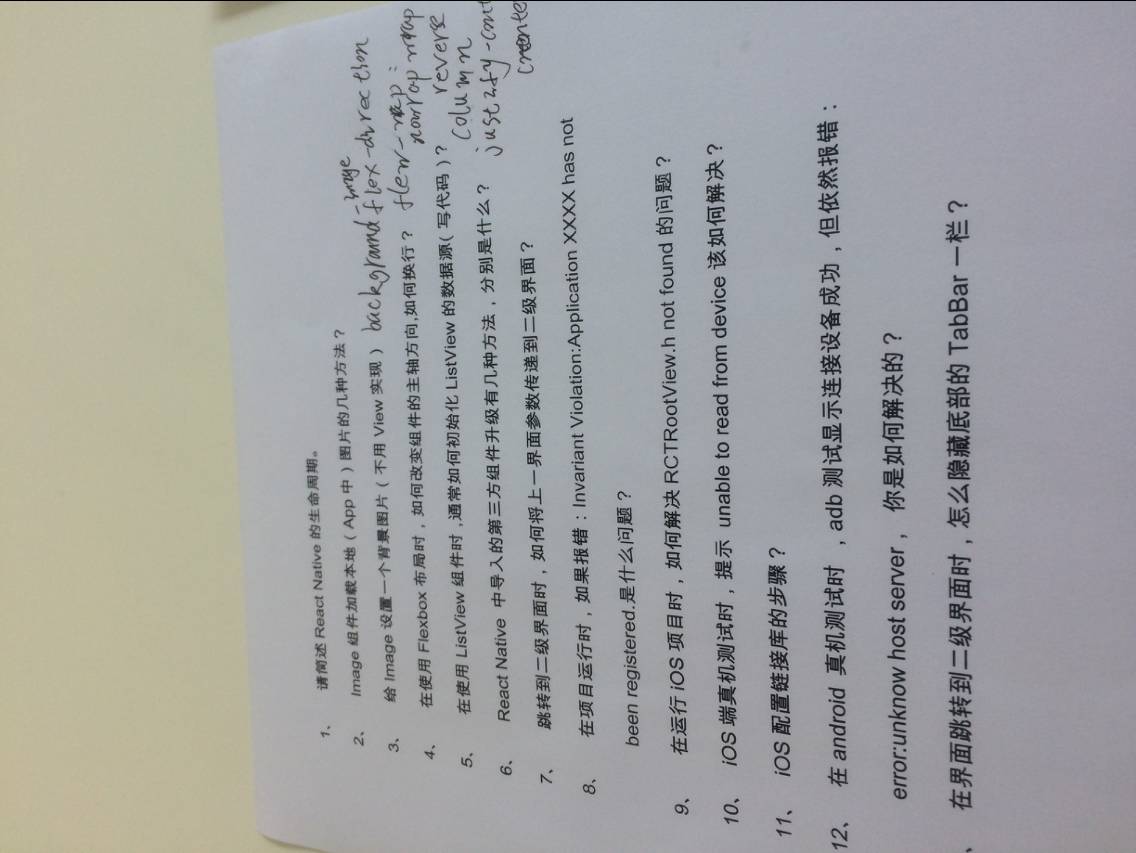 1、 请简述 React Native 的生命周期。
2、 Image 组件加载本地（App 中）图片的几种方法？
3、 给 Image 设置一个背景图片（不用 View 实现） background-image
flex-direction
4、 在使用 Flexbox 布局时，如何改变组件的主轴方向,如何换行？ flex-wrap:
nowrap wrap
reverse
5、 在使用 ListView 组件时 ,通常如何初始化 ListView 的数据源( 写代码 )？
column
6、 React Native 中导入的第三方组件升级有几种方法，分别是什么？
7、 跳转到二级界面时，如何将上一界面参数传递到二级界面？
8、 在项目运行时，如果报错：Invariant Violation:Application XXXX has not
been registered.是什么问题？
9、 在运行 iOS 项目时，如何解决 RCTRootView.h not found 的问题？
10、 iOS 端真机测试时，提示 unable to read from device 该如何解决？
11、 iOS 配置链接库的步骤？
12、 在 android 真机测试时 ，adb 测试显示连接设备成功，但依然报错：
error:unknow host server， 你是如何解决的？
、 在界面跳转到二级界面时，怎么隐藏底部的 TabBar 一栏？